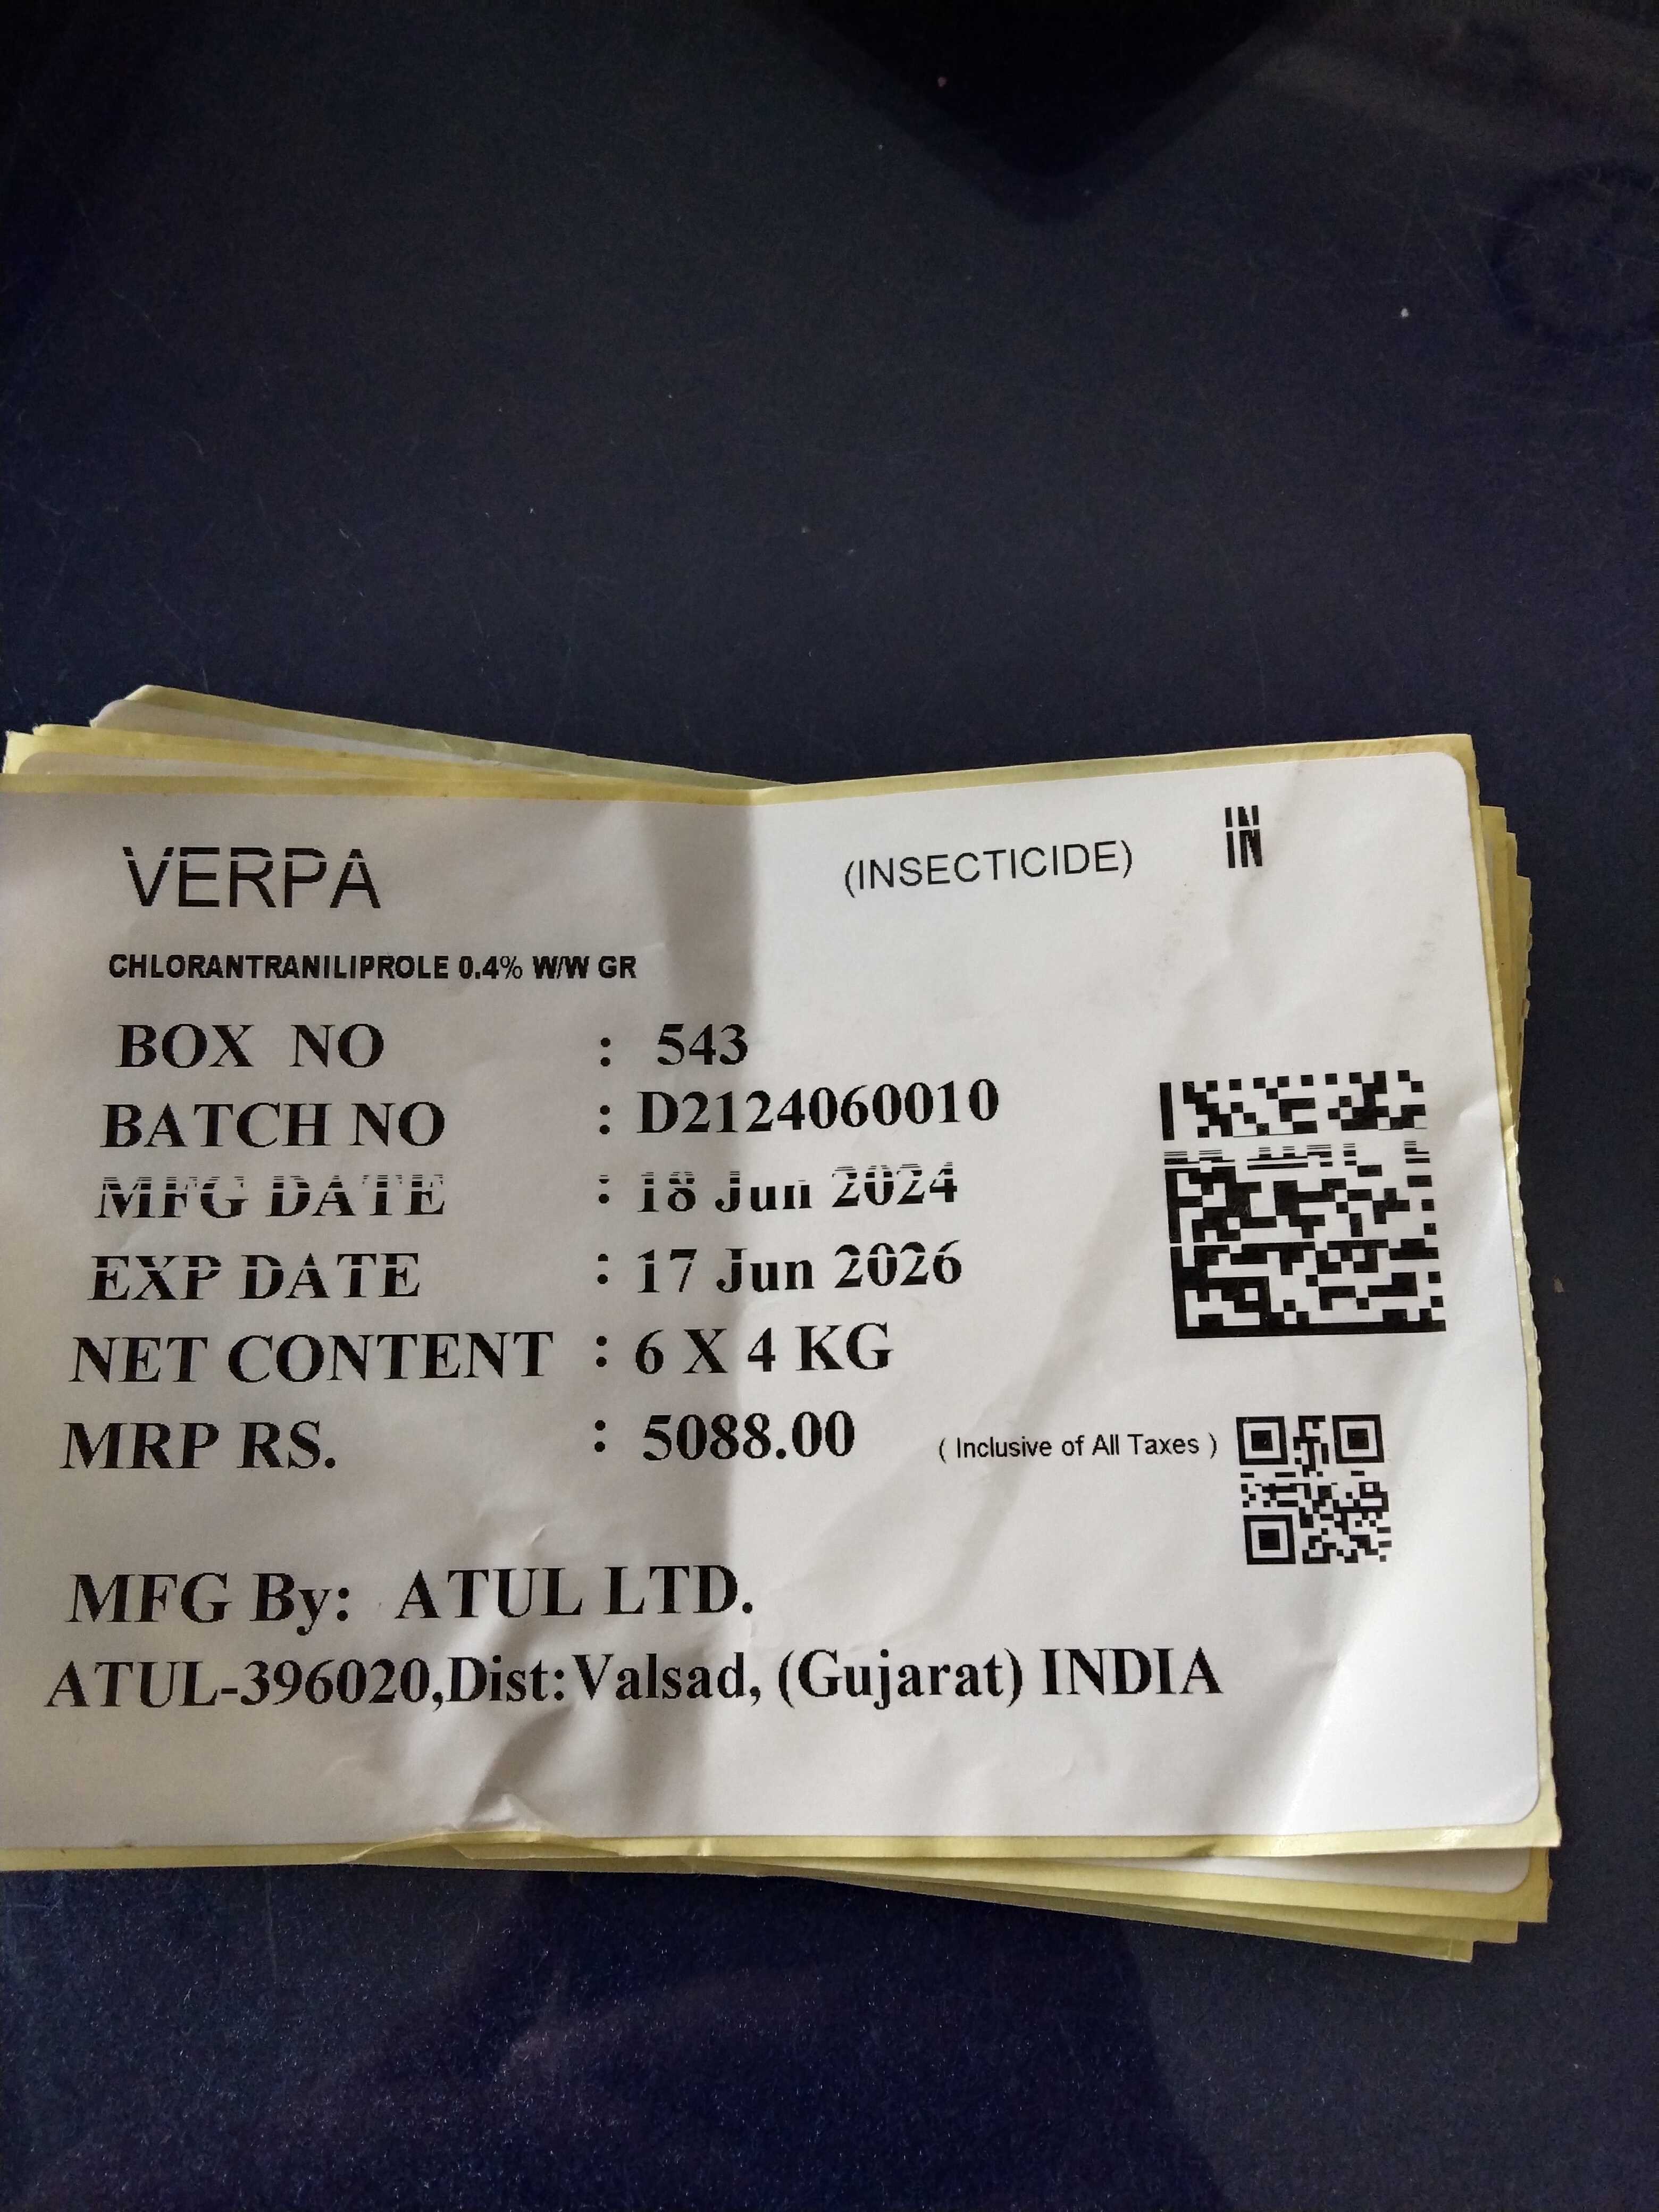 VERPA (INSECTICIDE) IN
CHLORANTRANILIPROLE 0.4% W/W GR
BOX NO : 543
BATCH NO : D2124060010
MFG DATE : 18 Jun 2024
EXP DATE : 17 Jun 2026
NET CONTENT : 6 X 4 KG
MRP RS. : 5088.00 ( Inclusive of All Taxes )
MFG By: ATUL LTD.
ATUL-396020,Dist:Valsad, (Gujarat) INDIA